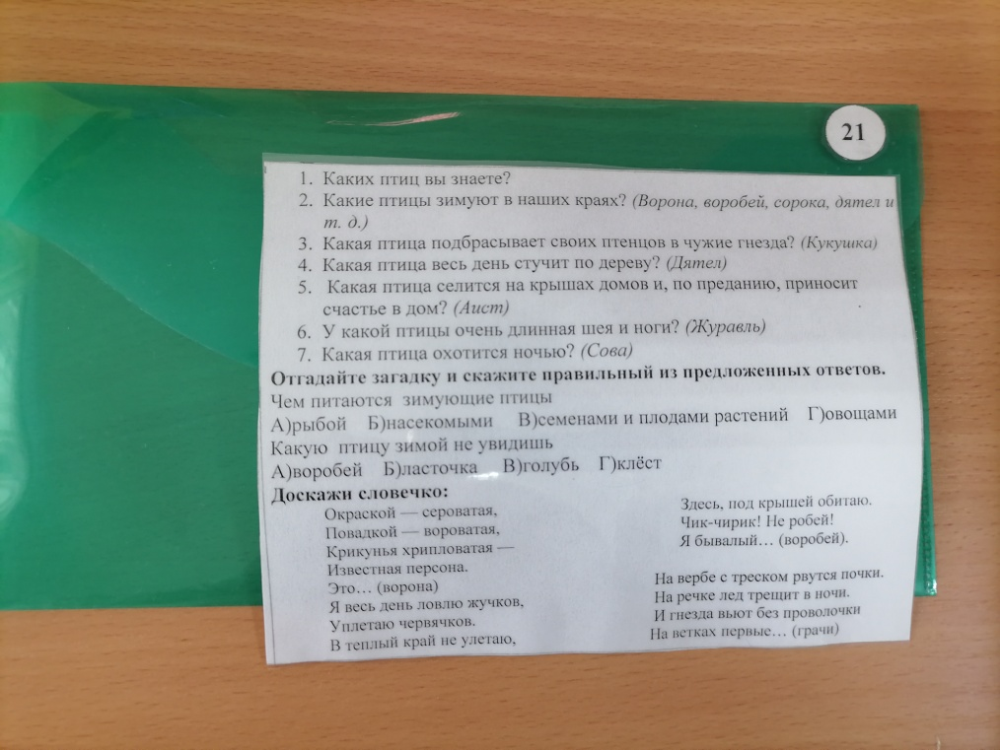 21
1. Каких птиц вы знаете?
2. Какие птицы зимуют в наших краях? (Ворона, воробей, сорока, дятел и
т. д.)
3. Какая птица подбрасывает своих птенцов в чужие гнезда? (Кукушка)
4. Какая птица весь день стучит по дереву? (Дятел)
5. Какая птица селится на крышах домов и, по преданию, приносит
счастье в дом? (Аист)
6. У какой птицы очень длинная шея и ноги? (Журавль)
7. Какая птица охотится ночью? (Сова)
Отгадайте загадку и скажите правильный из предложенных ответов.
Чем питаются зимующие птицы
А)рыбой Б)насекомыми В)семенами и плодами растений Г)овощами
Какую птицу зимой не увидишь
А)воробей Б)ласточка В)голубь Г)клёст
Доскажи словечко:
Окраской — сероватая,
Повадкой — вороватая,
Крикунья хрипловатая —
Известная персона.
Это… (ворона)
Я весь день ловлю жучков,
Уплетаю червячков.
В теплый край не улетаю,
Здесь, под крышей обитаю.
Чик-чирик! Не робей!
Я бывалый… (воробей).
На вербе с треском рвутся почки.
На речке лед трещит в ночи.
И гнезда вьют без проволочки
На ветках первые… (грачи)